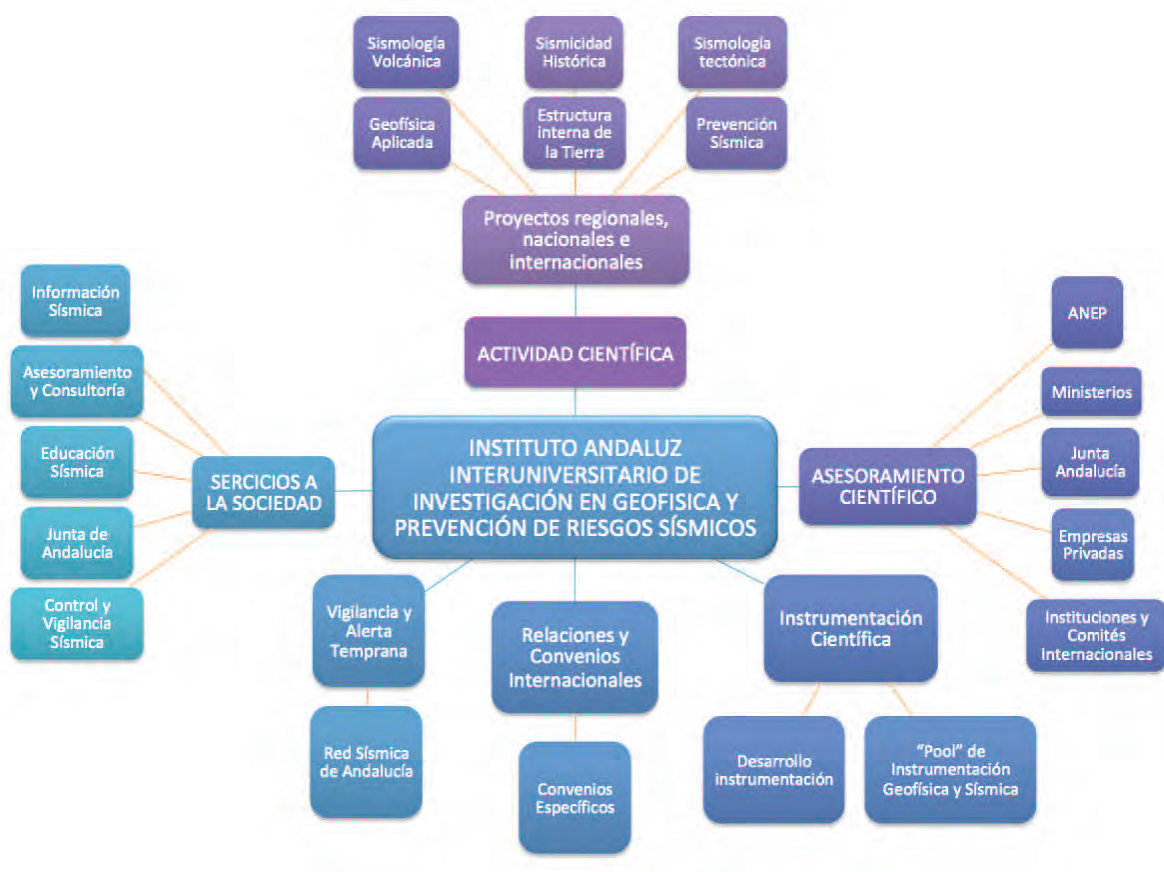 Sismología
Volcánica
Sismicidad
Histórica
Sismología
tectónica
Geofísica
Aplicada
Estructura
interna de
la Tierra
Prevención
Sísmica
Proyectos regionales,
nacionales e
internacionales
ACTIVIDAD CIENTÍFICA
Información
Sísmica
Asesoramiento
y Consultoría
Educación
Sísmica
Junta de
Andalucía
Control y
Vigilancia
Sísmica
SERCICIOS A
LA SOCIEDAD
INSTITUTO ANDALUZ
INTERUNIVERSITARIO DE
INVESTIGACIÓN EN GEOFISICA Y
PREVENCIÓN DE RIESGOS SÍSMICOS
ASESORAMIENTO
CIENTÍFICO
ANEP
Ministerios
Junta
Andalucía
Empresas
Privadas
Instituciones y
Comités
Internacionales
Vigilancia y
Alerta
Temprana
Red Sísmica
de Andalucía
Relaciones y
Convenios
Internacionales
Convenios
Específicos
Instrumentación
Científica
Desarrollo
instrumentación
“Pool” de
Instrumentación
Geofísica y Sísmica